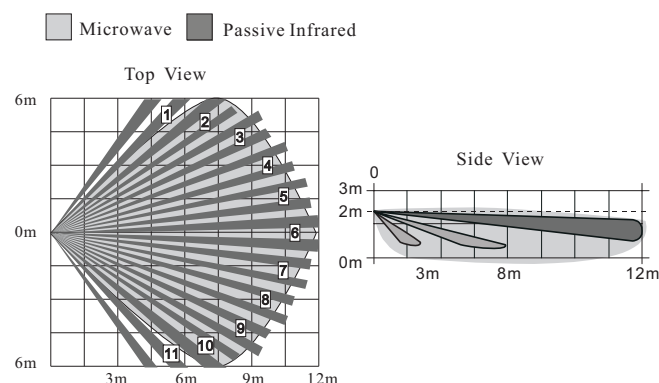 Microwave
Passive Infrared
Top View
6m
0m
6m
1
2
3
4
5
6
7
8
9
10
11
3m 6m 9m 12m
Side View
0
3m
2m
0m
3m 8m 12m